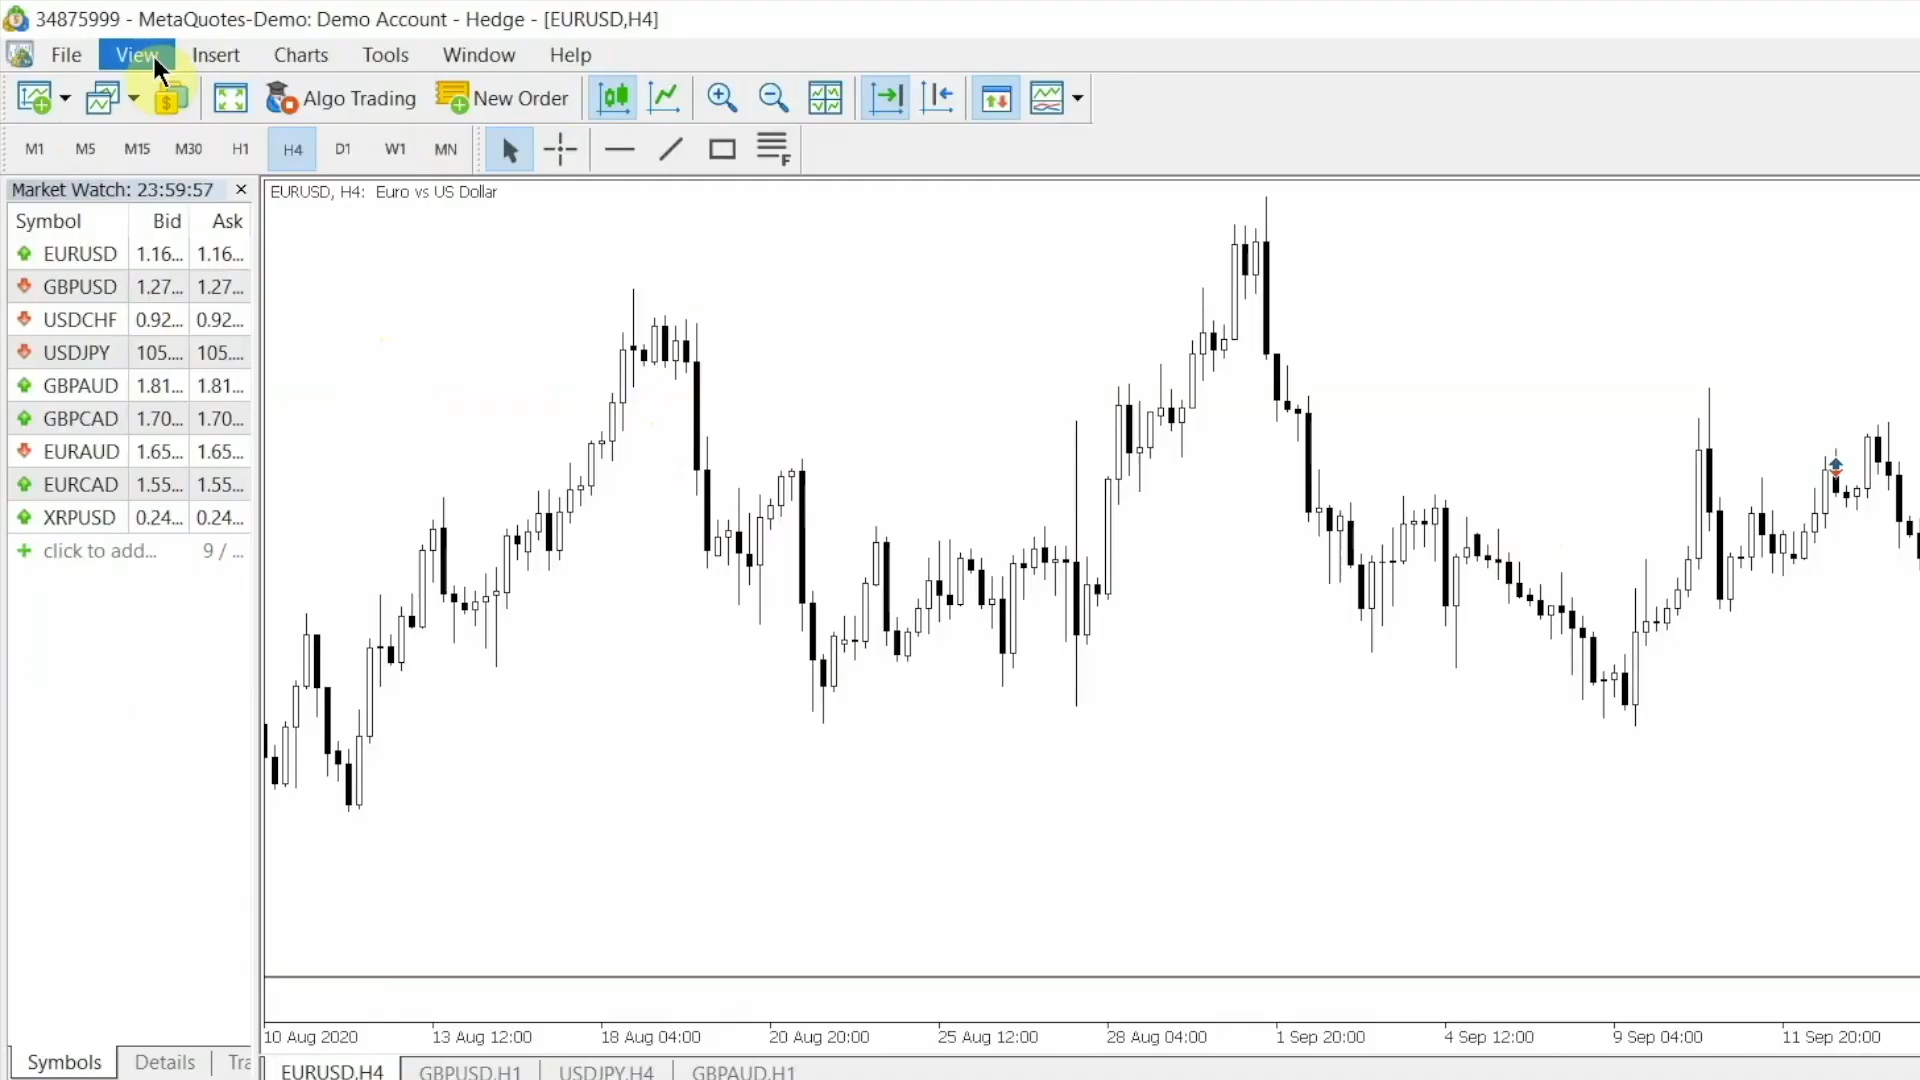 34875999 - MetaQuotes-Demo: Demo Account - Hedge - [EURUSD,H4]
File View Insert Charts Tools Window Help
Algo Trading New Order
M1 M5 M15 M30 H1 H4 D1 W1 MN F
Market Watch: 23:59:57
EURUSD, H4: Euro vs US Dollar
Symbol Bid Ask
EURUSD 1.16... 1.16...
GBPUSD 1.27... 1.27...
USDCHF 0.92... 0.92...
USDJPY 105.... 105....
GBPAUD 1.81... 1.81...
GBPCAD 1.70... 1.70...
EURAUD 1.65... 1.65...
EURCAD 1.55... 1.55...
XRPUSD 0.24... 0.24...
click to add... 9 / ...
10 Aug 2020 13 Aug 12:00 18 Aug 04:00 20 Aug 20:00 25 Aug 12:00 28 Aug 04:00 1 Sep 20:00 4 Sep 12:00 9 Sep 04:00 11 Sep 20:00
Symbols Details Tra
EURUSD,H4 GBPUSD,H1 USDJPY,H4 GBPAUD,H1